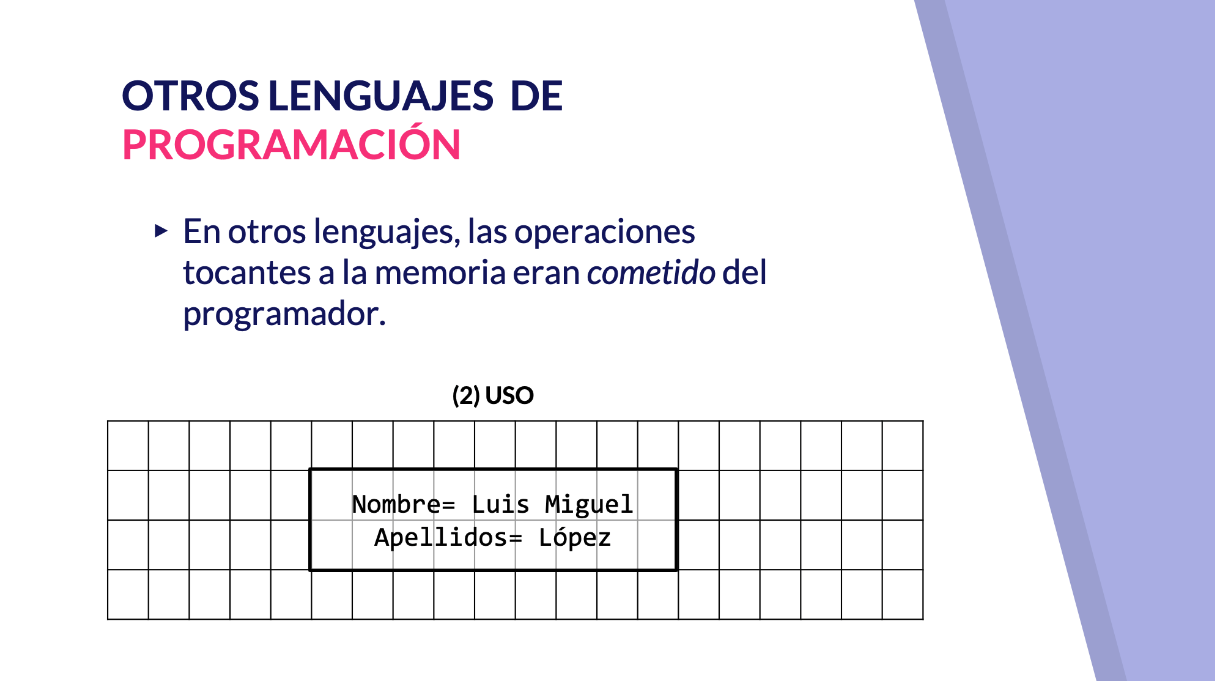 OTROS LENGUAJES DE
PROGRAMACIÓN
▸ En otros lenguajes, las operaciones
tocantes a la memoria eran cometido del
programador.
(2) USO
Nombre= Luis Miguel
Apellidos= López